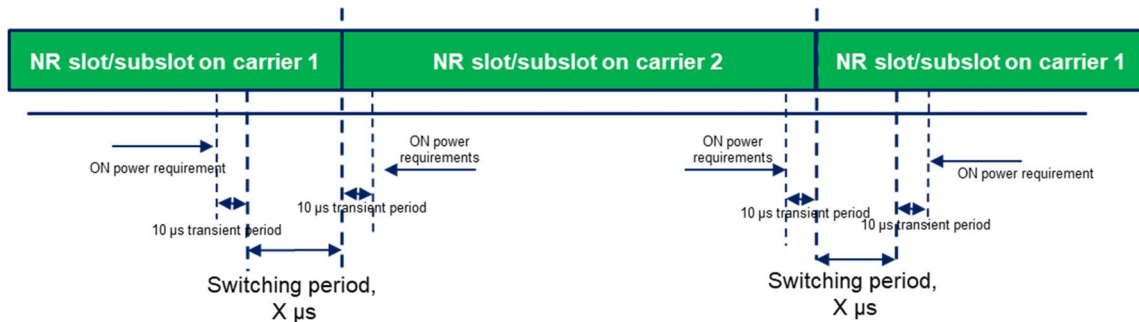 NR slot/subslot on carrier 1
NR slot/subslot on carrier 2
NR slot/subslot on carrier 1
ON power requirement
ON power
requirements
10 µs transient period
10 µs transient period
Switching period,
X µs
ON power
requirements
ON power requirement
10 µs transient period
10 µs transient period
Switching period,
X µs